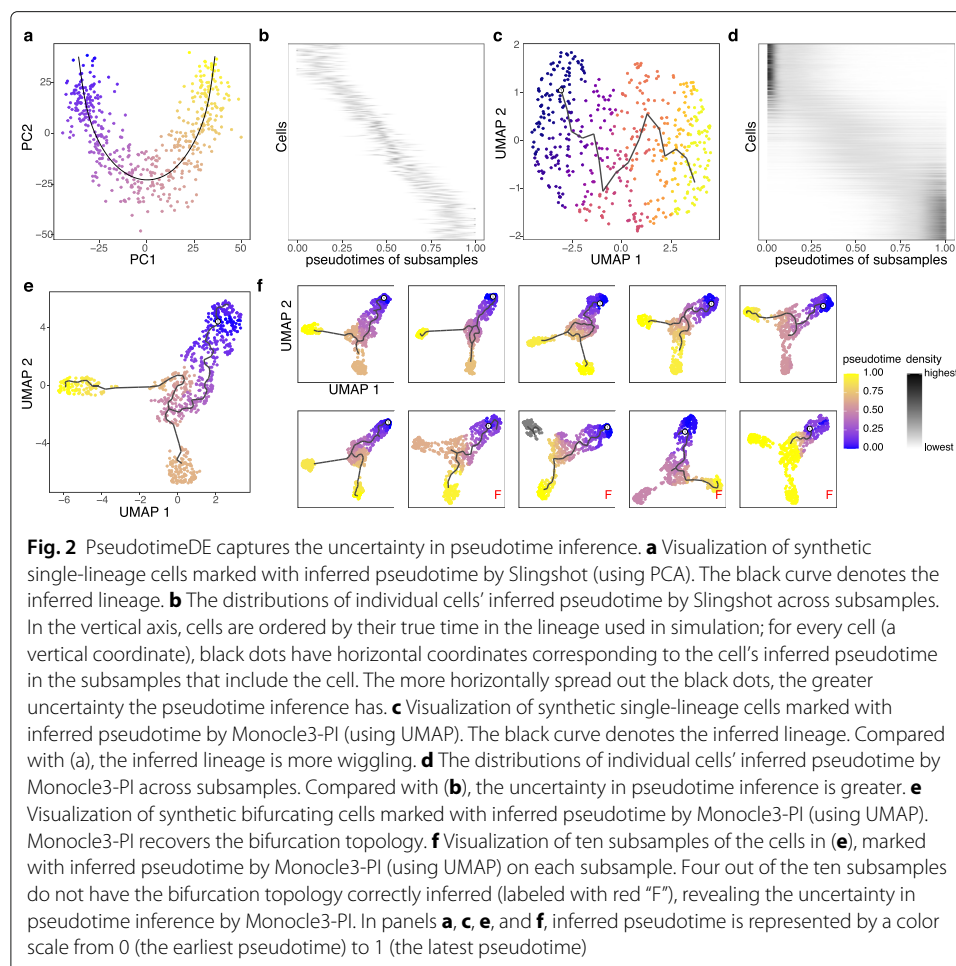 a
b
c
d
25
0
−25
−50
PC2
−25
0
25
50
PC1
Cells
0.00
0.25
0.50
0.75
1.00
pseudotimes of subsamples
2
1
0
−1
−2
UMAP 2
−2.5
0.0
2.5
UMAP 1
Cells
0.00
0.25
0.50
0.75
1.00
pseudotimes of subsamples
e
f
4
0
−4
UMAP 2
−6
−4
−2
0
2
UMAP 1
UMAP 2
UMAP 1
F
F
F
F
pseudotime
1.00
0.75
0.50
0.25
0.00
density
highest
lowest
Fig. 2 PseudotimeDE captures the uncertainty in pseudotime inference. a Visualization of synthetic
single-lineage cells marked with inferred pseudotime by Slingshot (using PCA). The black curve denotes the
inferred lineage. b The distributions of individual cells’ inferred pseudotime by Slingshot across subsamples.
In the vertical axis, cells are ordered by their true time in the lineage used in simulation; for every cell (a
vertical coordinate), black dots have horizontal coordinates corresponding to the cell’s inferred pseudotime
in the subsamples that include the cell. The more horizontally spread out the black dots, the greater
uncertainty the pseudotime inference has. c Visualization of synthetic single-lineage cells marked with
inferred pseudotime by Monocle3-PI (using UMAP). The black curve denotes the inferred lineage. Compared
with (a), the inferred lineage is more wiggling. d The distributions of individual cells’ inferred pseudotime by
Monocle3-PI across subsamples. Compared with (b), the uncertainty in pseudotime inference is greater. e
Visualization of synthetic bifurcating cells marked with inferred pseudotime by Monocle3-PI (using UMAP).
Monocle3-PI recovers the bifurcation topology. f Visualization of ten subsamples of the cells in (e), marked
with inferred pseudotime by Monocle3-PI (using UMAP) on each subsample. Four out of the ten subsamples
do not have the bifurcation topology correctly inferred (labeled with red “F”), revealing the uncertainty in
pseudotime inference by Monocle3-PI. In panels a, c, e, and f, inferred pseudotime is represented by a color
scale from 0 (the earliest pseudotime) to 1 (the latest pseudotime)